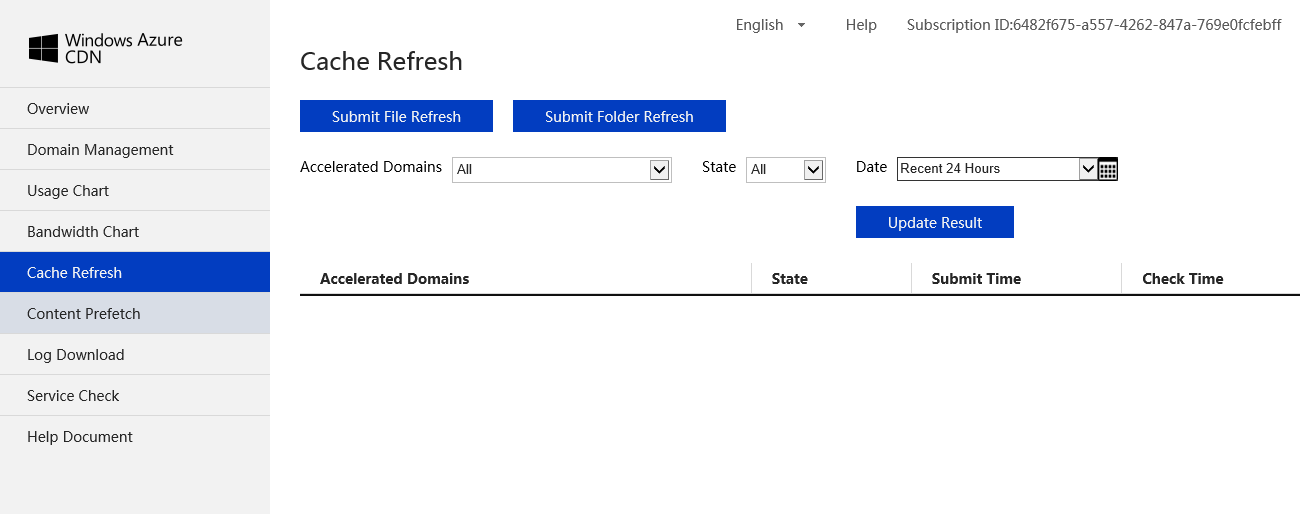 Windows Azure
CDN
Overview
Domain Management
Usage Chart
Bandwidth Chart
Cache Refresh
Content Prefetch
Log Download
Service Check
Help Document
English Help Subscription ID:6482f675-a557-4262-847a-769e0fcfebff
Cache Refresh
Submit File Refresh Submit Folder Refresh
Accelerated Domains All State All Date Recent 24 Hours
Update Result
Accelerated Domains State Submit Time Check Time